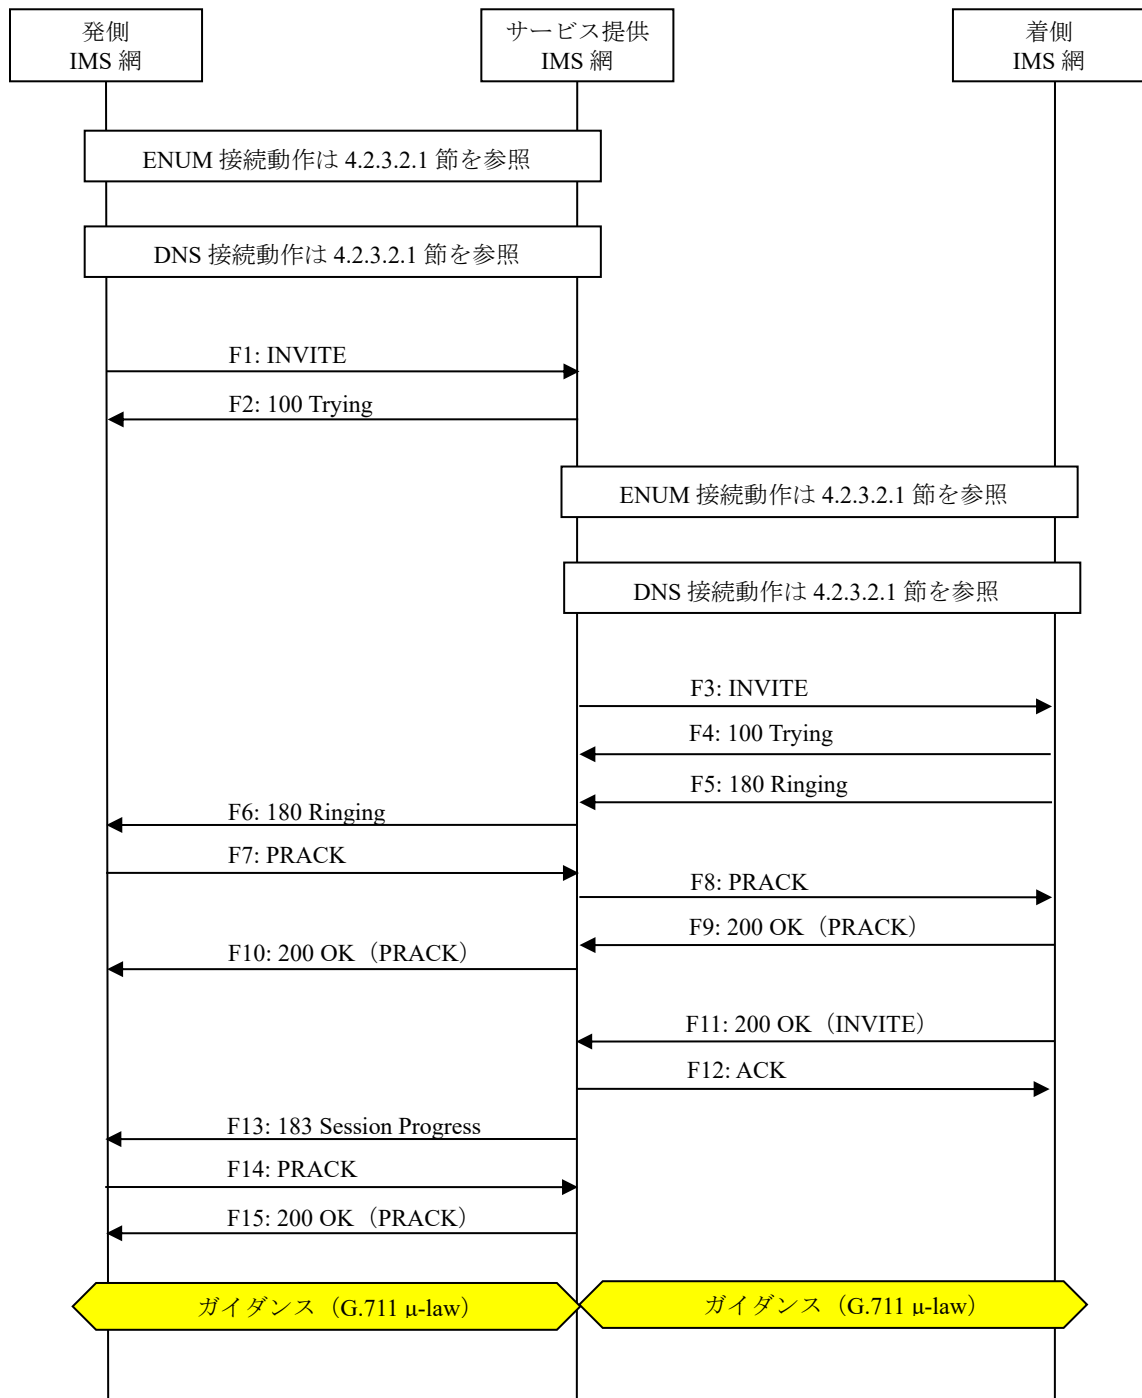 発側
IMS 網
サービス提供
IMS 網
着側
IMS 網
ENUM 接続動作は 4.2.3.2.1 節を参照
DNS 接続動作は 4.2.3.2.1 節を参照
F1: INVITE
F2: 100 Trying
ENUM 接続動作は 4.2.3.2.1 節を参照
DNS 接続動作は 4.2.3.2.1 節を参照
F3: INVITE
F4: 100 Trying
F5: 180 Ringing
F6: 180 Ringing
F7: PRACK
F8: PRACK
F9: 200 OK（PRACK）
F10: 200 OK（PRACK）
F11: 200 OK（INVITE）
F12: ACK
F13: 183 Session Progress
F14: PRACK
F15: 200 OK（PRACK）
ガイダンス（G.711 μ-law）
ガイダンス（G.711 μ-law）